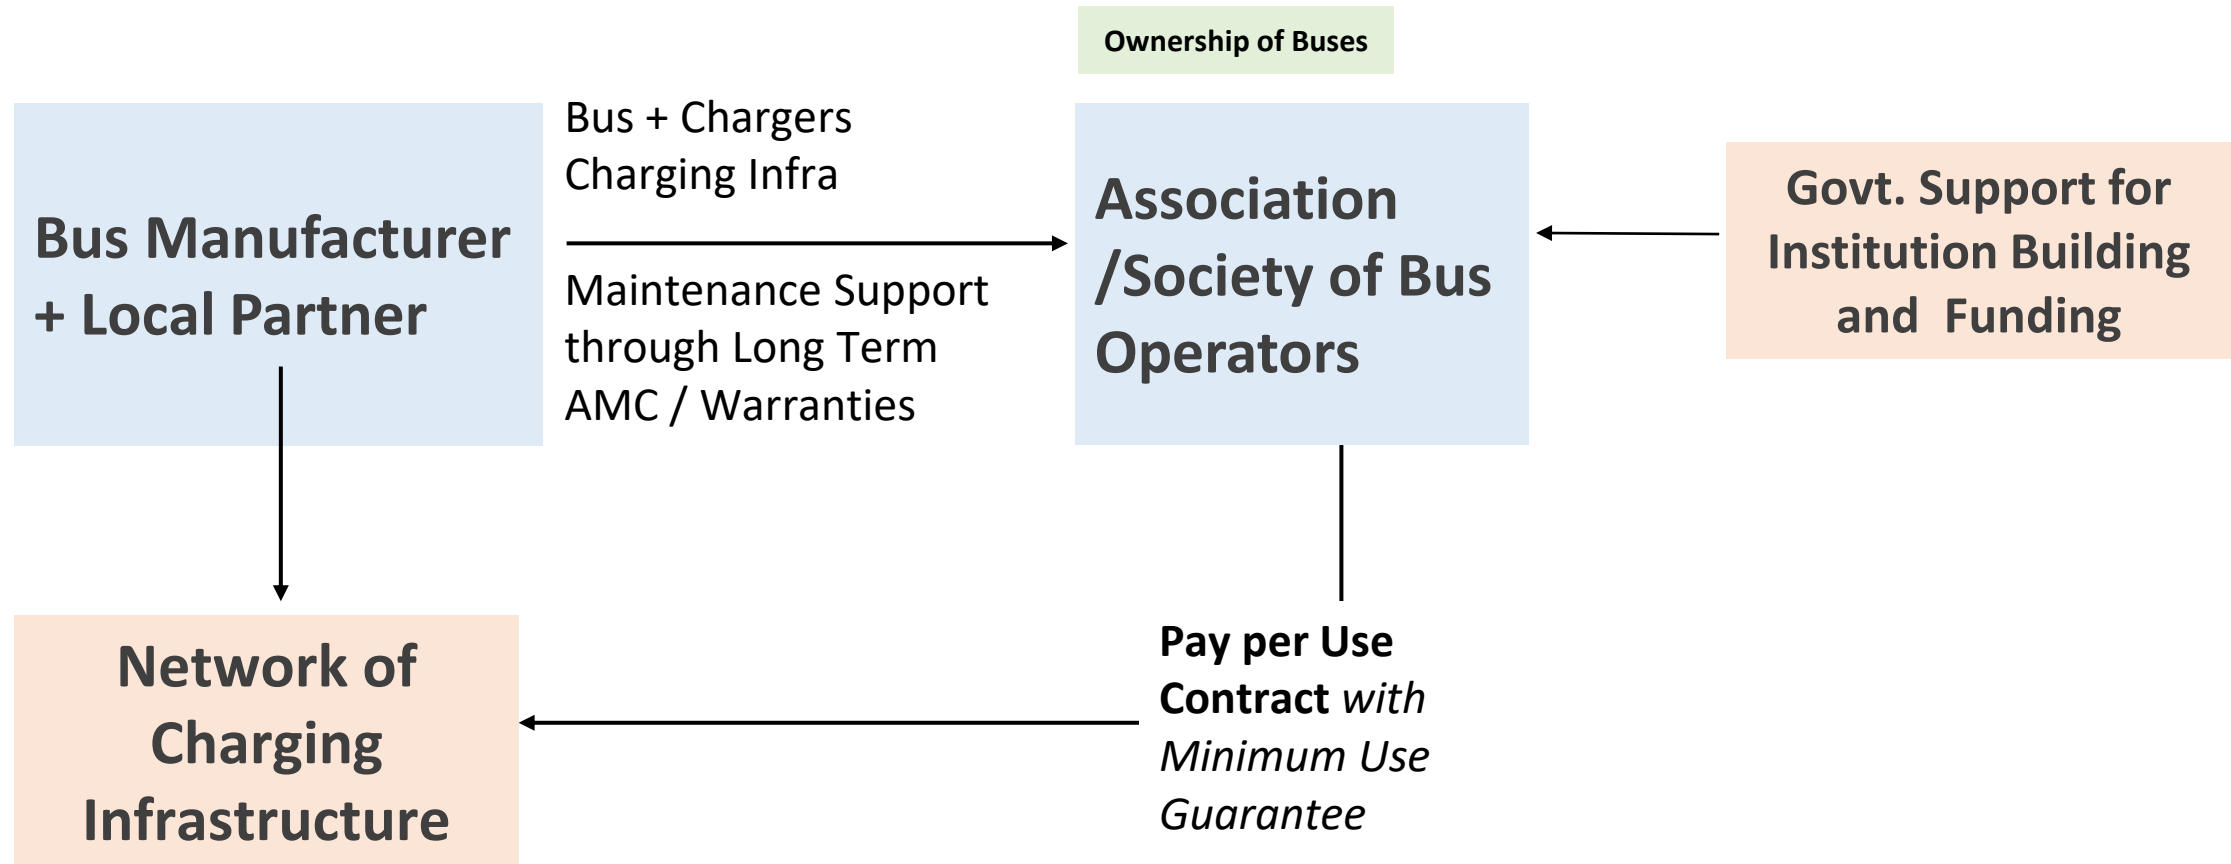 Ownership of Buses
Bus Manufacturer
+ Local Partner
Bus + Chargers
Charging Infra
Maintenance Support
through Long Term
AMC / Warranties
Association
/Society of Bus
Operators
Govt. Support for
Institution Building
and  Funding
Network of
Charging
Infrastructure
Pay per Use
Contract with
Minimum Use
Guarantee